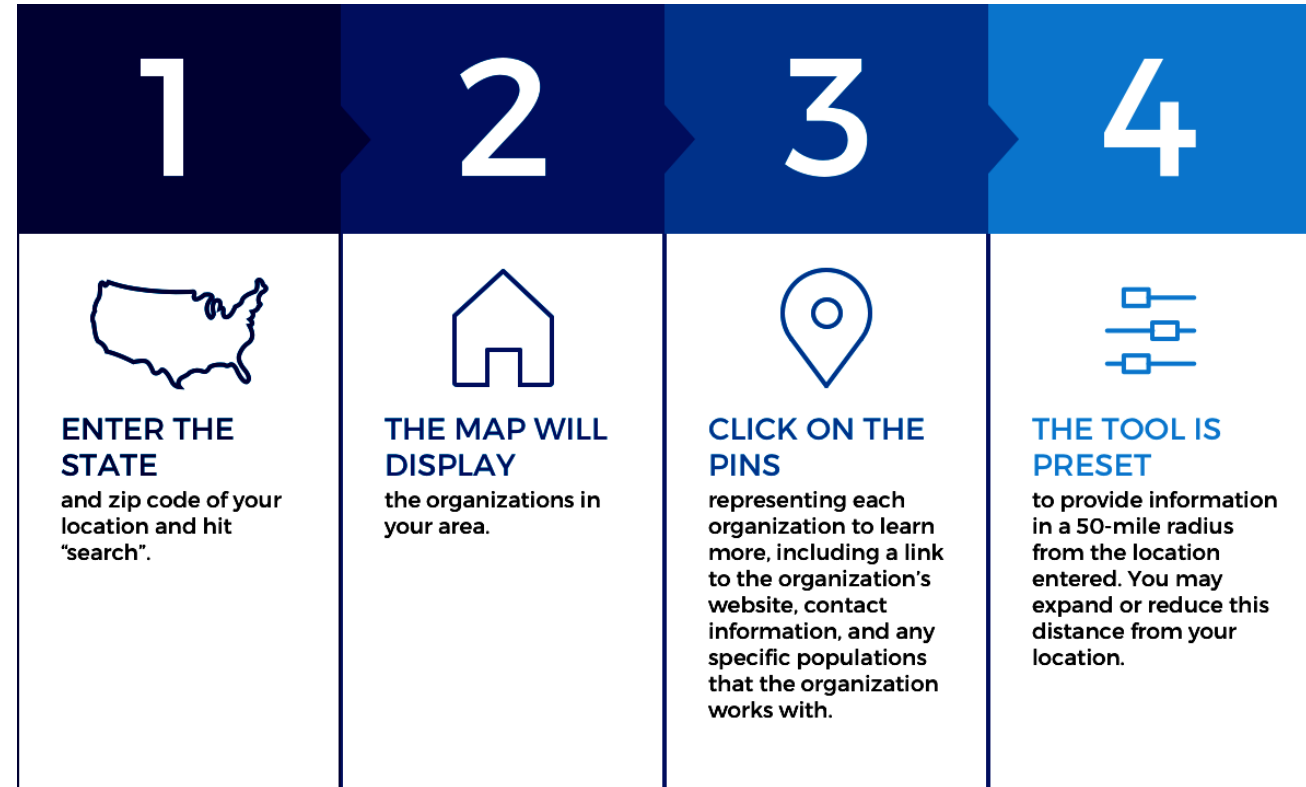 1
2
3
4
ENTER THE
STATE
and zip code of your
location and hit
“search”.
THE MAP WILL
DISPLAY
the organizations in
your area.
CLICK ON THE
PINS
representing each
organization to learn
more, including a link
to the organization’s
website, contact
information, and any
specific populations
that the organization
works with.
THE TOOL IS
PRESET
to provide information
in a 50-mile radius
from the location
entered. You may
expand or reduce this
distance from your
location.